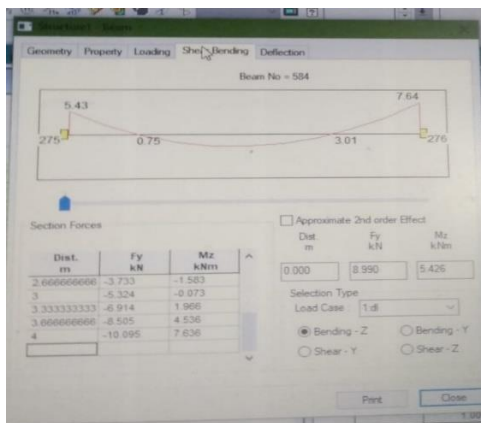 Geometry Property Loading Shear Bending Deflection
Beam No = 584
5.43 7.64
275 0.75 3.01 276
Section Forces
Approximate 2nd order Effect
Dist. Fy Mz
m kN kNm
0.000 8.990 5.426
Dist. Fy Mz
m kN kNm
2.666666666 -3.733 -1.583
3 -5.324 -0.073
3.333333333 -6.914 1.966
3.666666666 -8.505 4.536
4 -10.095 7.636
Selection Type
Load Case : 1:dl
Bending - Z Bending - Y
Shear - Y Shear - Z
Print Close
1.00